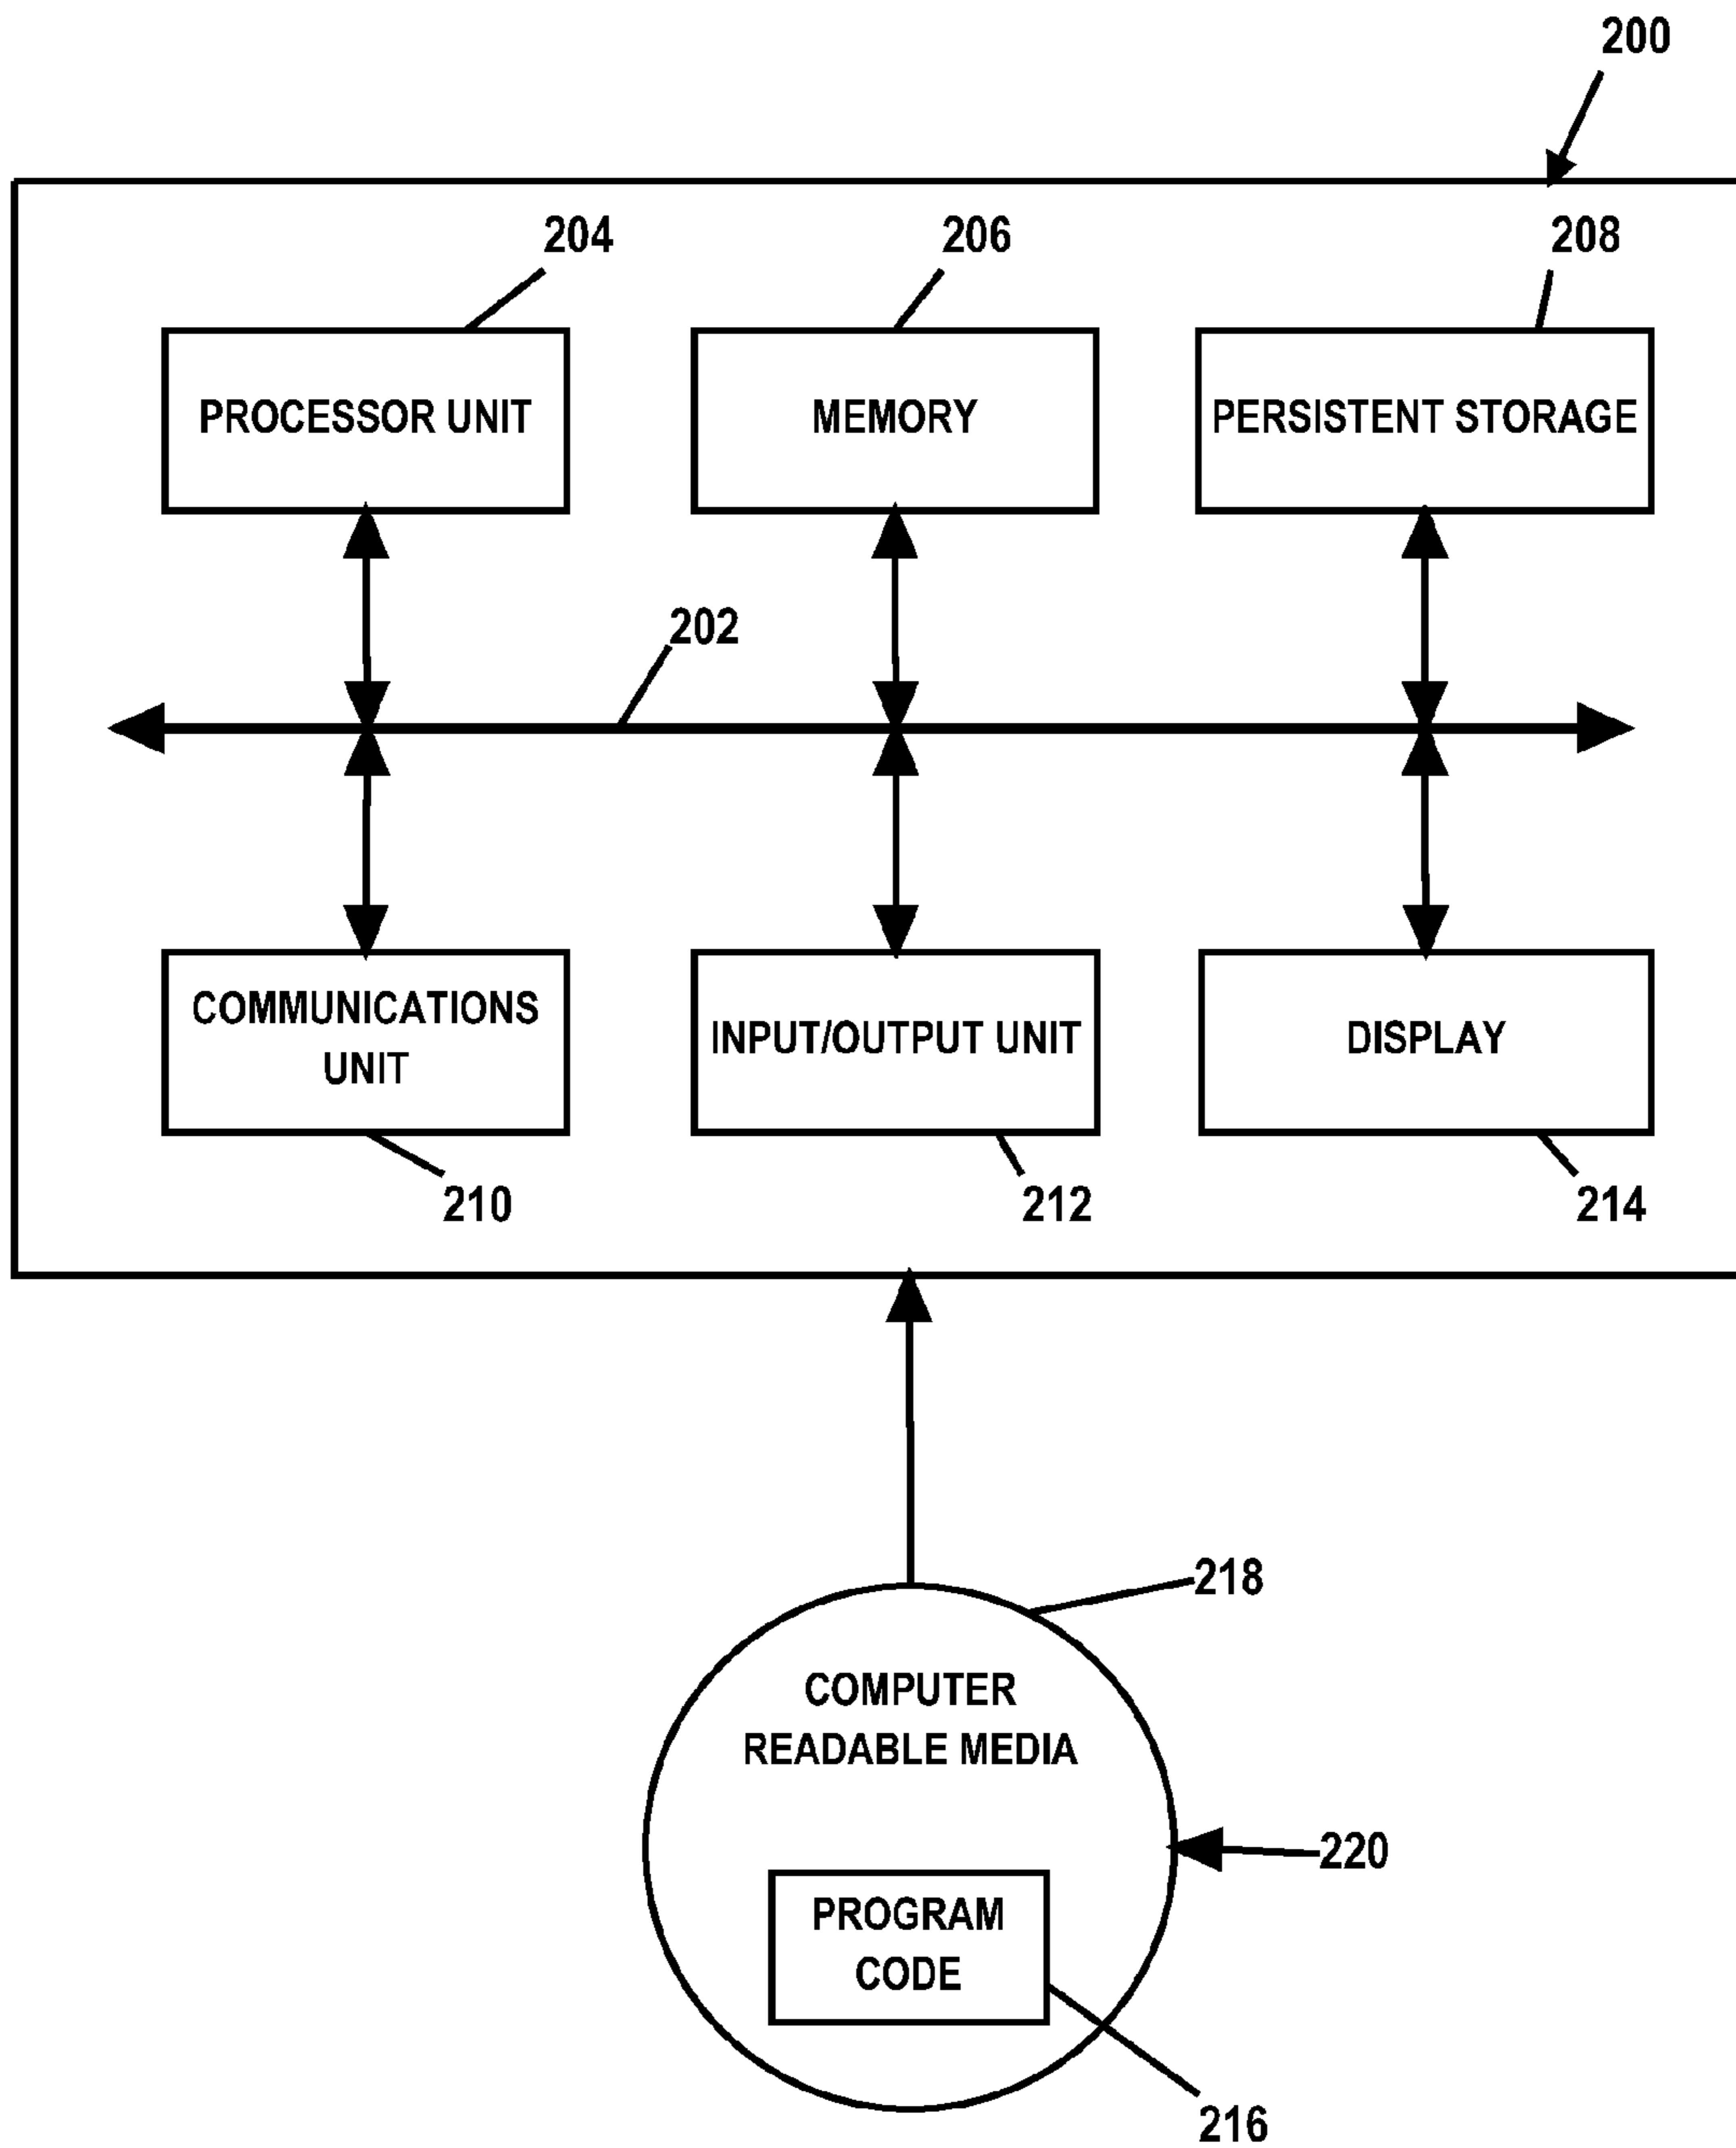 200
204
206
208
PROCESSOR UNIT
MEMORY
PERSISTENT STORAGE
202
COMMUNICATIONS
UNIT
INPUT/OUTPUT UNIT
DISPLAY
210
212
214
218
COMPUTER
READABLE MEDIA
220
PROGRAM
CODE
216